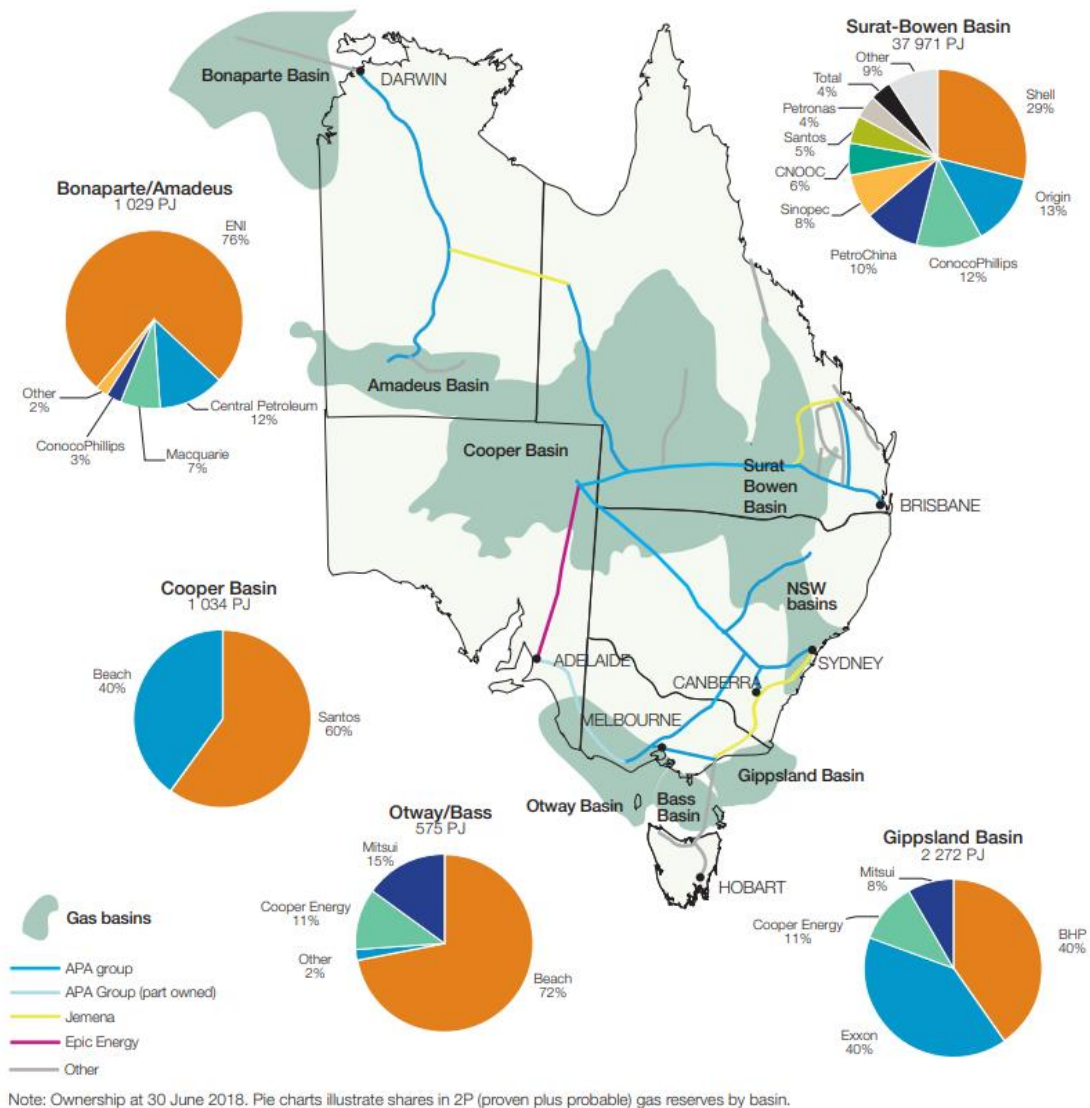 Surat-Bowen Basin
37 971 PJ
Other
9%
Total
4%
Petronas
4%
Santos
5%
CNOOC
6%
Sinopec
8%
PetroChina
10%
ConocoPhillips
12%
Origin
13%
Shell
29%
Bonaparte Basin
DARWIN
Bonaparte/Amadeus
1 029 PJ
ENI
76%
Other
2%
ConocoPhillips
3%
Macquarie
7%
Central Petroleum
12%
Amadeus Basin
Cooper Basin
Surat
Bowen
Basin
BRISBANE
NSW
basins
Cooper Basin
1 034 PJ
Beach
40%
Santos
60%
ADELAIDE
SYDNEY
CANBERRA
MELBOURNE
Gippsland Basin
Otway Basin
Bass
Basin
HOBART
Otway/Bass
575 PJ
Mitsui
15%
Cooper Energy
11%
Other
2%
Beach
72%
Gippsland Basin
2 272 PJ
Mitsui
8%
Cooper Energy
11%
BHP
40%
Exxon
40%
Gas basins
APA group
APA Group (part owned)
Jemena
Epic Energy
Other
Note: Ownership at 30 June 2018. Pie charts illustrate shares in 2P (proven plus probable) gas reserves by basin.